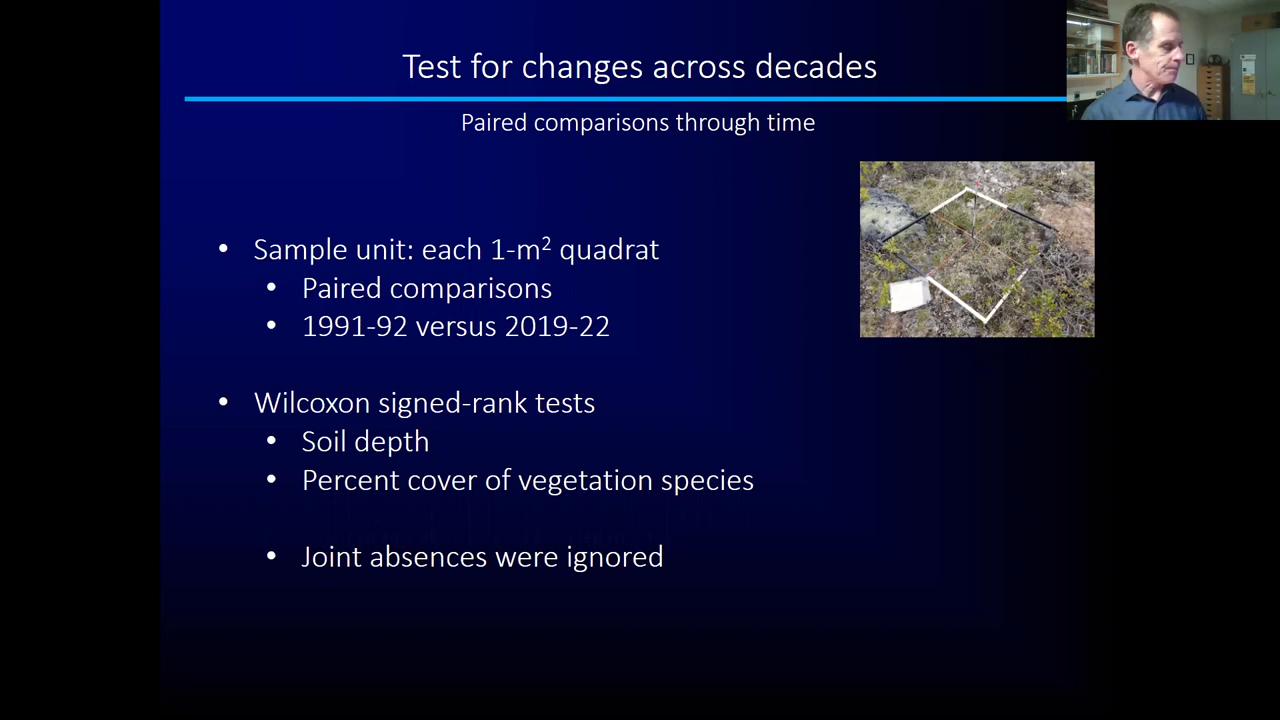 Test for changes across decades
Paired comparisons through time
• Sample unit: each 1-m² quadrat
• Paired comparisons
• 1991-92 versus 2019-22
• Wilcoxon signed-rank tests
• Soil depth
• Percent cover of vegetation species
• Joint absences were ignored